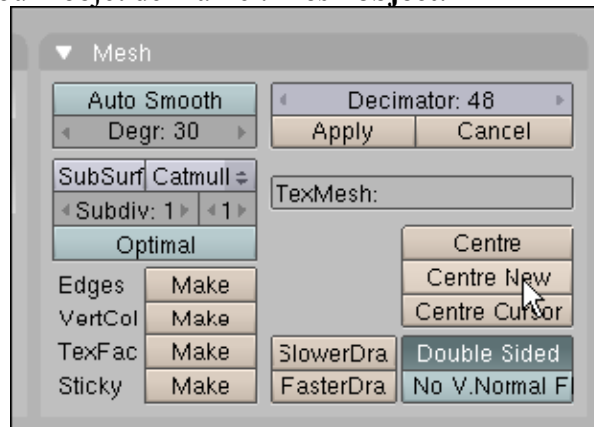 Mesh
Auto Smooth
Degr: 30
Decimator: 48
Apply Cancel
SubSurf Catmull
Subdiv: 1 1
Optimal
TexMesh:
Centre
Centre New
Centre Cursor
Edges Make
VertCol Make
TexFac Make
Sticky Make
SlowerDra
FasterDra
Double Sided
No V.Normal Fl